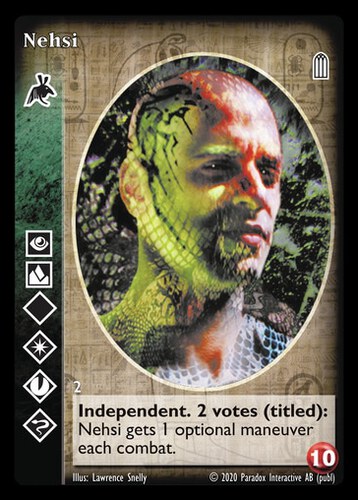 Nehsi
2
Independent. 2 votes (titled):
Nehsi gets 1 optional maneuver
each combat.
10
Illus: Lawrence Snelly © 2020 Paradox Interactive AB (publ)